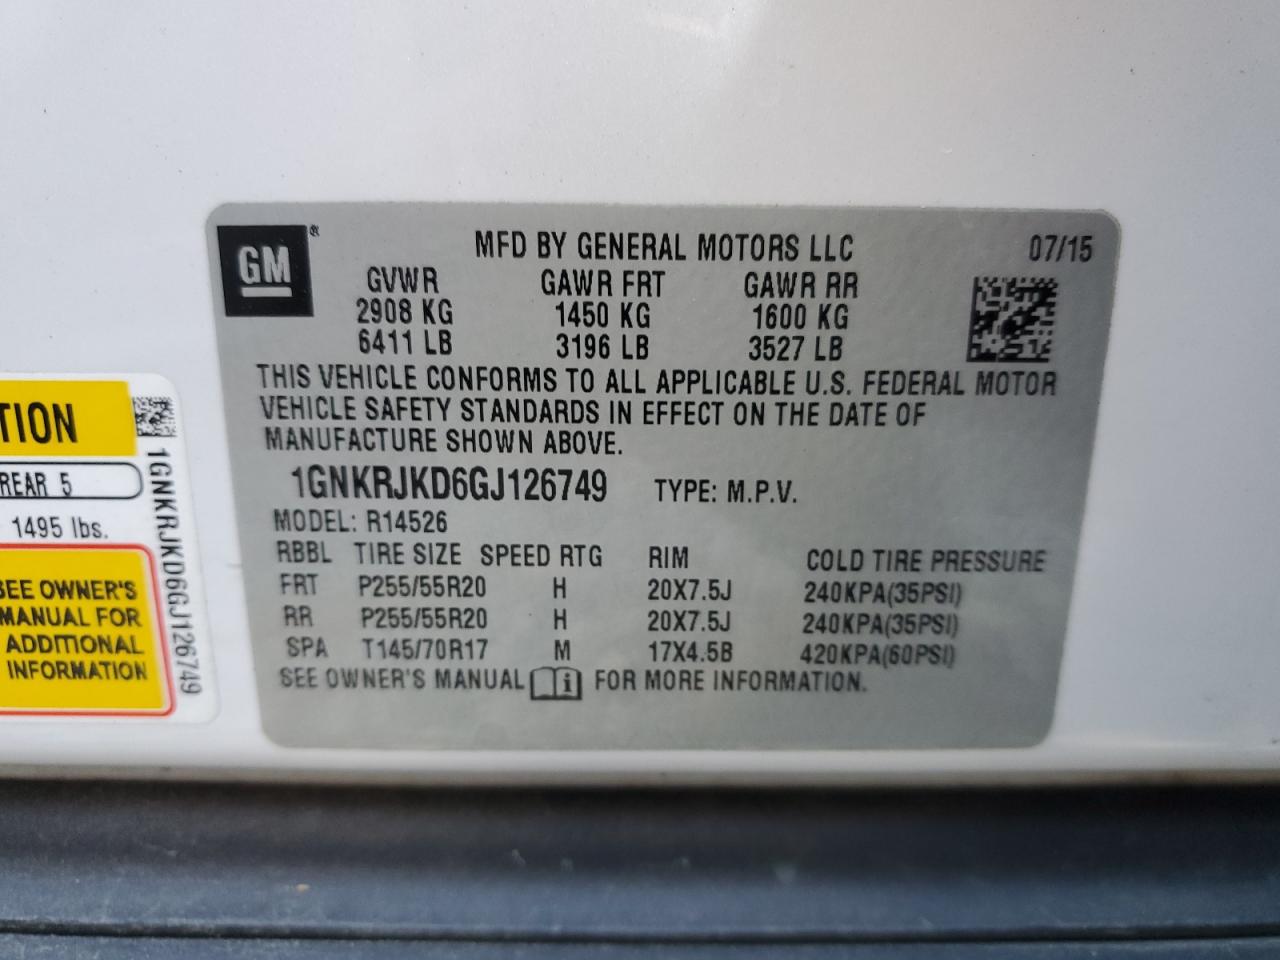 GM ®
MFD BY GENERAL MOTORS LLC 07/15
GVWR GAWR FRT GAWR RR
2908 KG 1450 KG 1600 KG
6411 LB 3196 LB 3527 LB
THIS VEHICLE CONFORMS TO ALL APPLICABLE U.S. FEDERAL MOTOR
VEHICLE SAFETY STANDARDS IN EFFECT ON THE DATE OF
MANUFACTURE SHOWN ABOVE.
1GNKRJKD6GJ126749 TYPE: M.P.V.
MODEL: R14526
RBBL TIRE SIZE SPEED RTG RIM COLD TIRE PRESSURE
FRT P255/55R20 H 20X7.5J 240KPA(35PSI)
RR P255/55R20 H 20X7.5J 240KPA(35PSI)
SPA T145/70R17 M 17X4.5B 420KPA(60PSI)
SEE OWNER'S MANUAL i FOR MORE INFORMATION.
TION
REAR 5
1495 lbs.
SEE OWNER'S
MANUAL FOR
ADDITIONAL
INFORMATION
1GNKRJKD6GJ126749